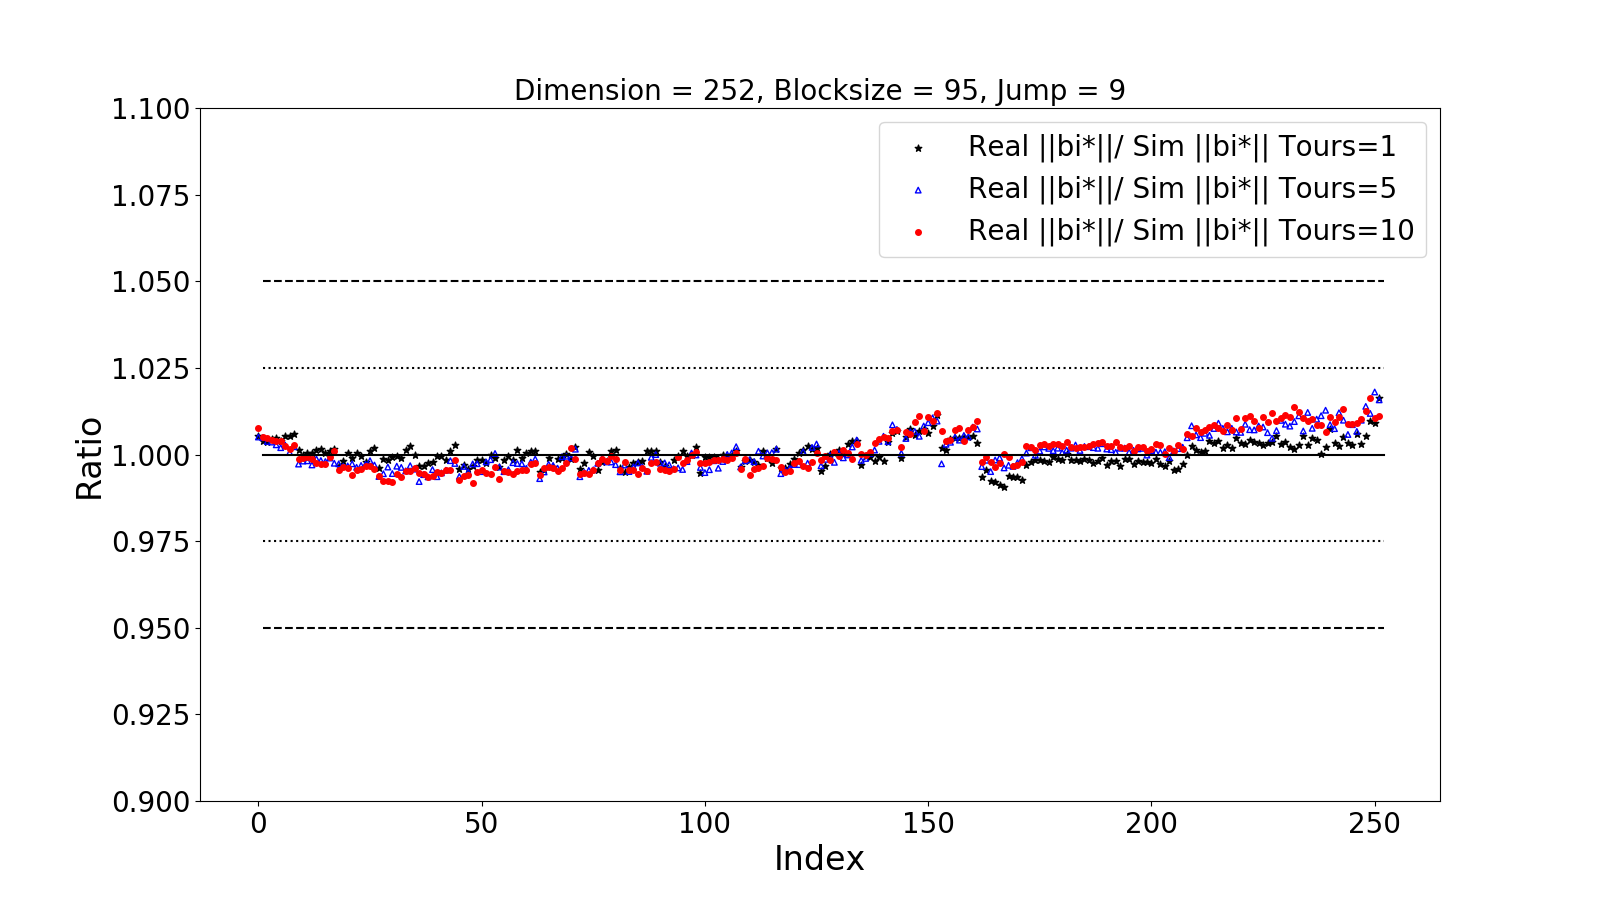 Dimension = 252, Blocksize = 95, Jump = 9
Real ||bi*||/ Sim ||bi*|| Tours=1
Real ||bi*||/ Sim ||bi*|| Tours=5
Real ||bi*||/ Sim ||bi*|| Tours=10
1.100
1.075
1.050
1.025
1.000
0.975
0.950
0.925
0.900
Ratio
0 50 100 150 200 250
Index